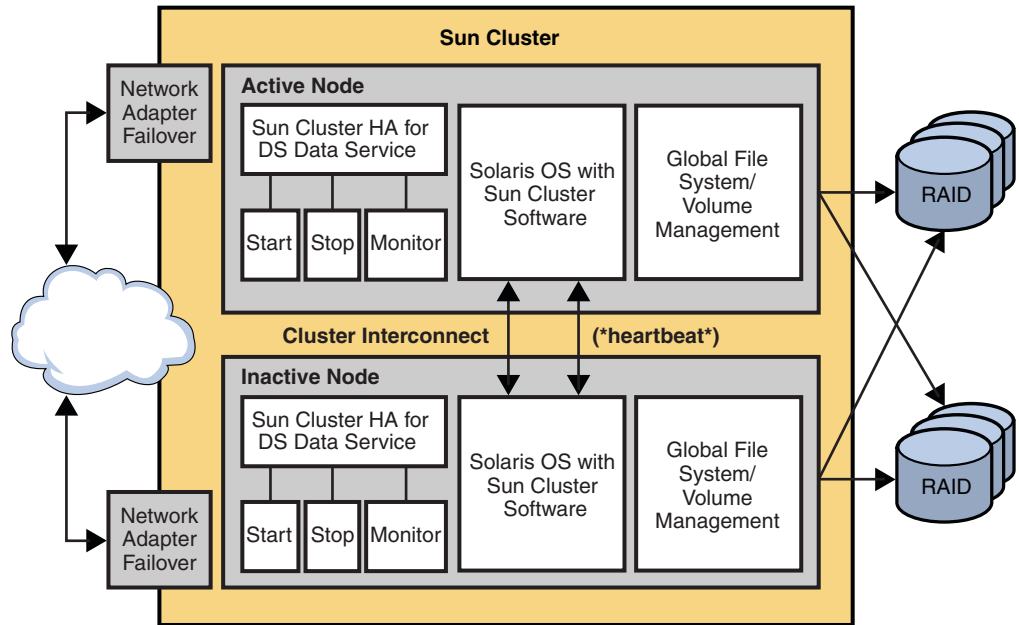 Sun Cluster
Network
Adapter
Failover
Active Node
Sun Cluster HA for
DS Data Service
Start
Stop
Monitor
Solaris OS with
Sun Cluster
Software
Global File
System/
Volume
Management
RAID
Cluster Interconnect
(*heartbeat*)
Inactive Node
Sun Cluster HA for
DS Data Service
Start
Stop
Monitor
Solaris OS with
Sun Cluster
Software
Global File
System/
Volume
Management
RAID
Network
Adapter
Failover